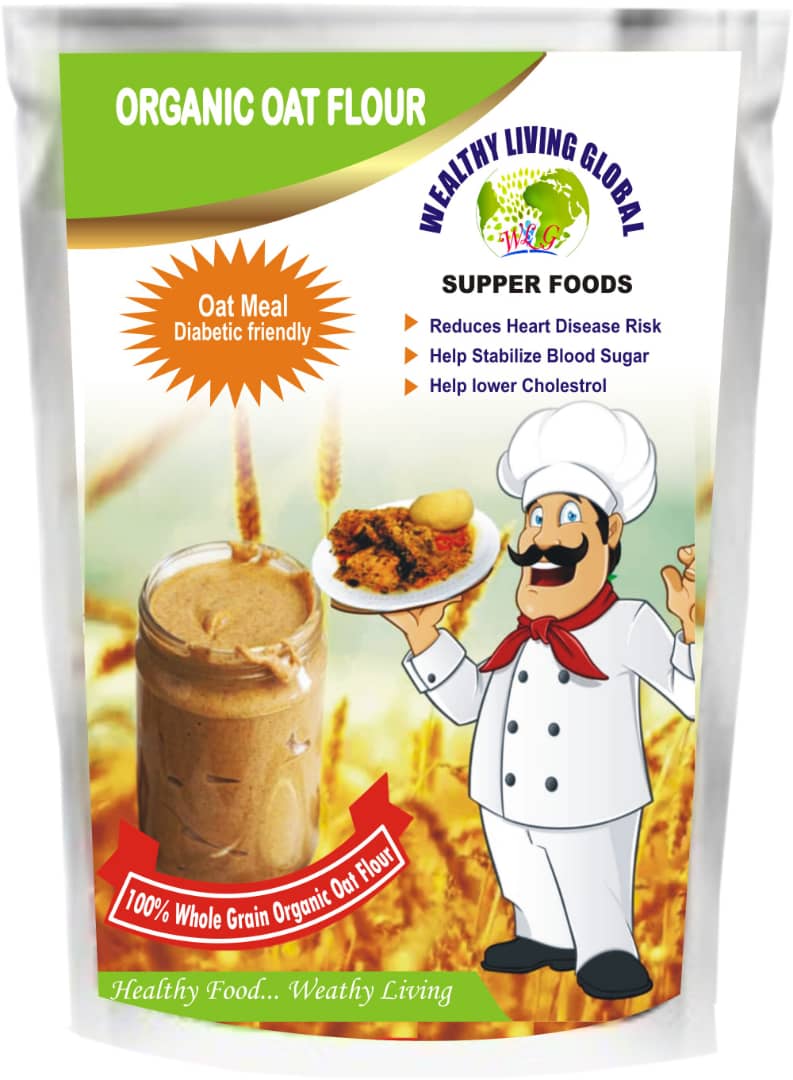 ORGANIC OAT FLOUR
WEALTHY LIVING GLOBAL
WLG
SUPPER FOODS
Oat Meal
Diabetic friendly
Reduces Heart Disease Risk
Help Stabilize Blood Sugar
Help lower Cholestrol
100% Whole Grain Organic Oat Flour
Healthy Food... Weathy Living